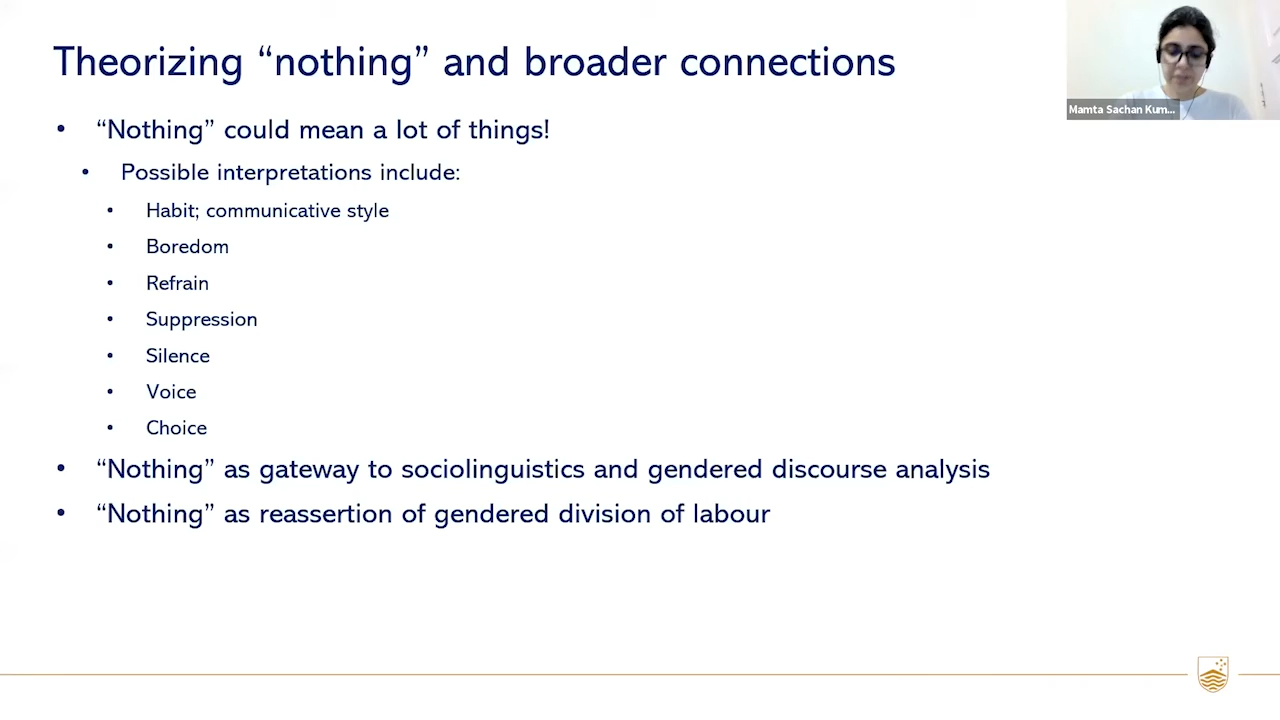 Theorizing “nothing” and broader connections
Mamta Sachan Kum...
• “Nothing” could mean a lot of things!
• Possible interpretations include:
• Habit; communicative style
• Boredom
• Refrain
• Suppression
• Silence
• Voice
• Choice
• “Nothing” as gateway to sociolinguistics and gendered discourse analysis
• “Nothing” as reassertion of gendered division of labour